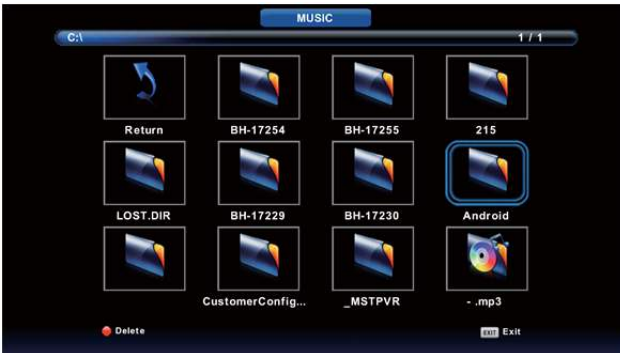 MUSIC
C:\ 1 / 1
Return BH-17254 BH-17255 215
LOST.DIR BH-17229 BH-17230 Android
CustomerConfig... _MSTPVR - .mp3
Delete EXIT Exit